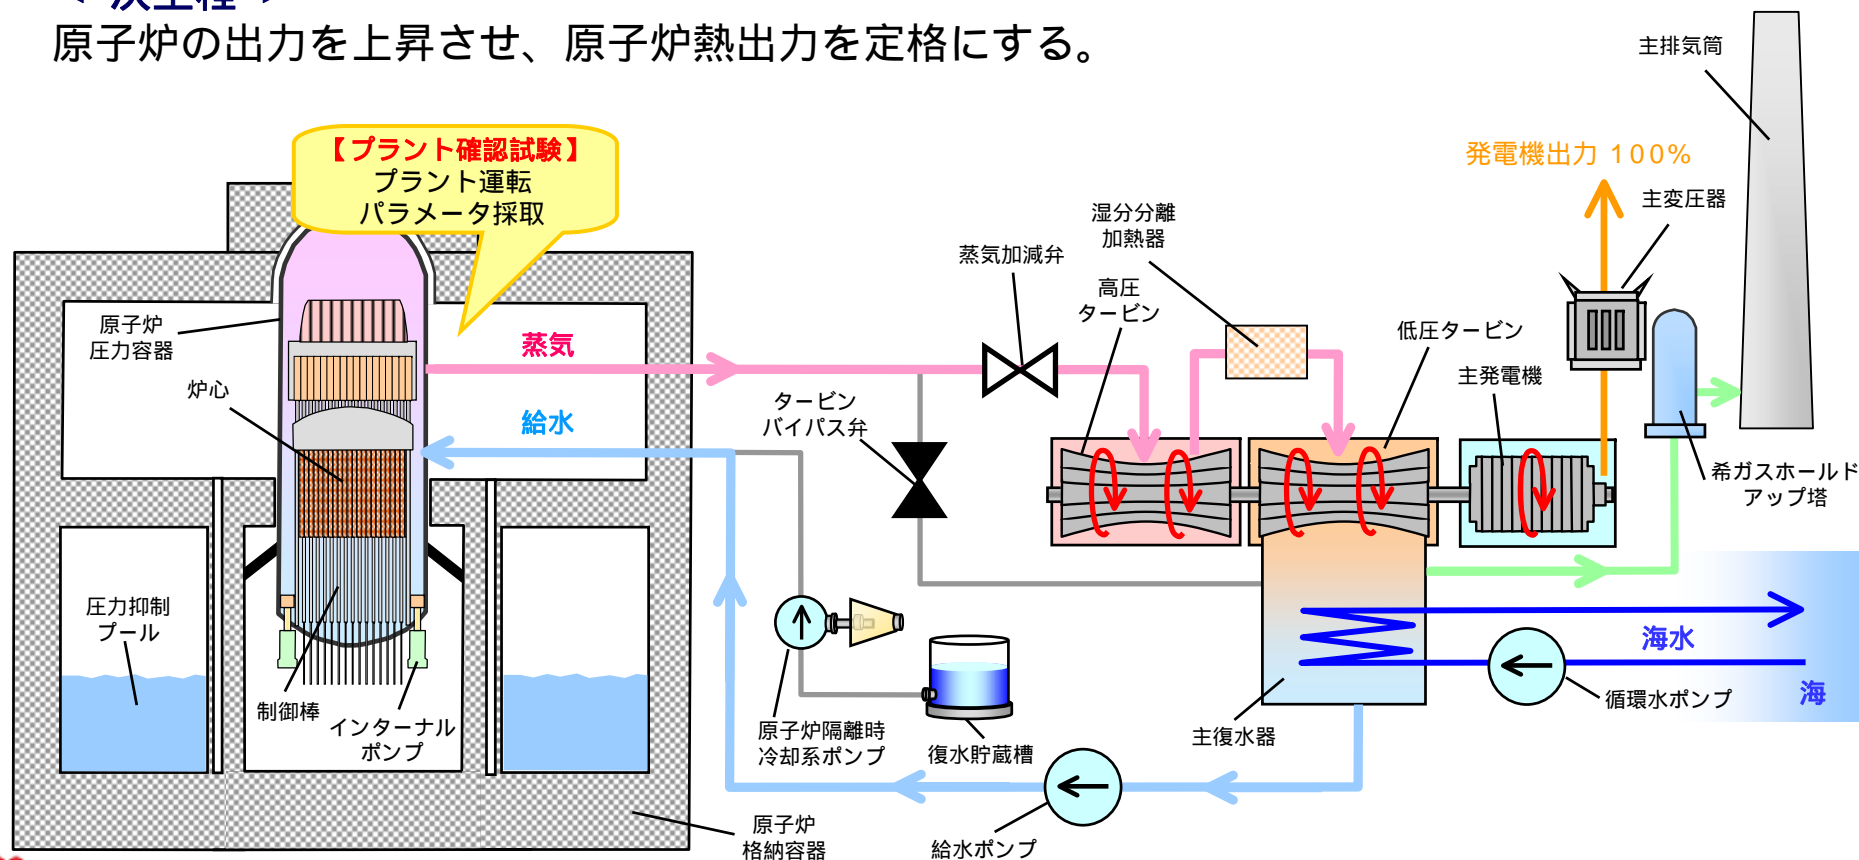 原子炉の出力を上昇させ、原子炉熱出力を定格にする。
主排気筒
【プラント確認試験】
プラント運転
パラメータ採取
発電機出力 100%
主変圧器
湿分分離
加熱器
蒸気加減弁
高圧
タービン
原子炉
圧力容器
蒸気
低圧タービン
主発電機
炉心
タービン
バイパス弁
給水
希ガスホールド
アップ塔
圧力抑制
プール
海水
海
循環水ポンプ
制御棒
インターナル
ポンプ
原子炉隔離時
冷却系ポンプ
復水貯蔵槽
主復水器
原子炉
格納容器
給水ポンプ